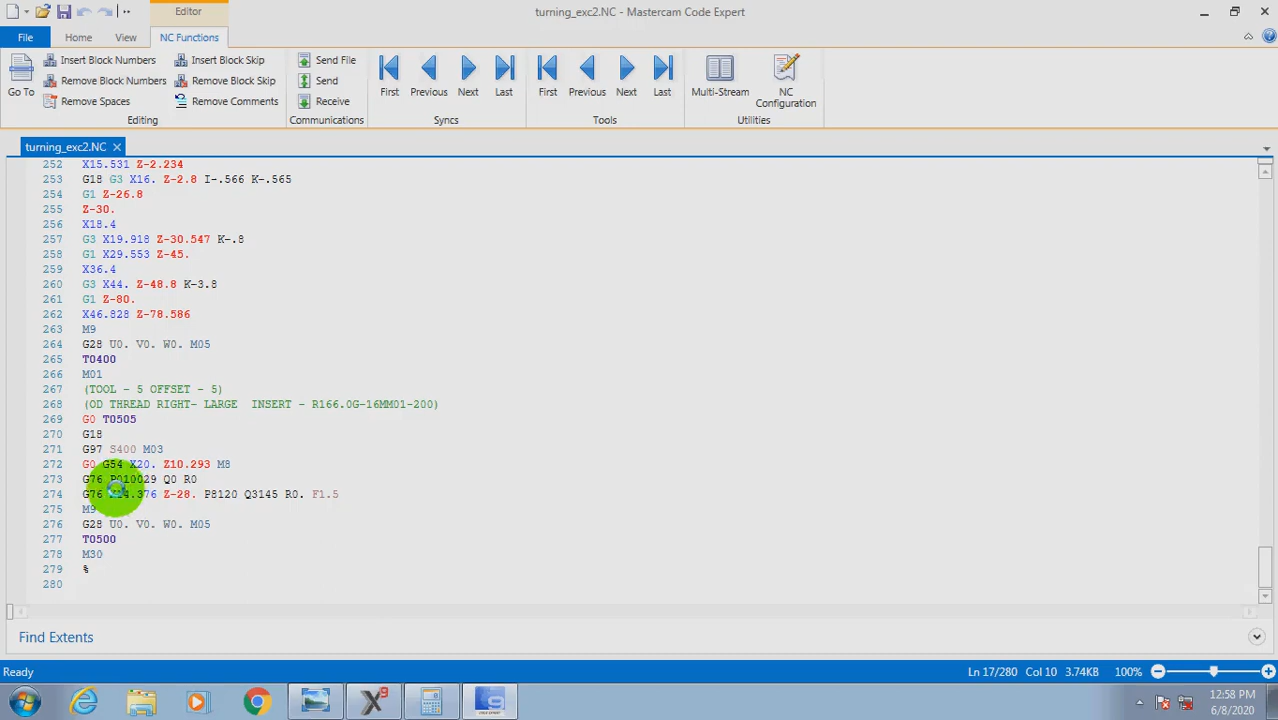 Editor
turning_exc2.NC - Mastercam Code Expert
File Home View NC Functions
Go To
Insert Block Numbers
Remove Block Numbers
Remove Spaces
Insert Block Skip
Remove Block Skip
Remove Comments
Editing
Send File
Send
Receive
Communications
First Previous Next Last
Syncs
First Previous Next Last
Tools
Multi-Stream
NC Configuration
Utilities
turning_exc2.NC
252 X15.531 Z-2.234
253 G18 G3 X16. Z-2.8 I-.566 K-.565
254 G1 Z-26.8
255 Z-30.
256 X18.4
257 G3 X19.918 Z-30.547 K-.8
258 G1 X29.553 Z-45.
259 X36.4
260 G3 X44. Z-48.8 K-3.8
261 G1 Z-80.
262 X46.828 Z-78.586
263 M9
264 G28 U0. V0. W0. M05
265 T0400
266 M01
267 (TOOL - 5 OFFSET - 5)
268 (OD THREAD RIGHT- LARGE INSERT - R166.0G-16MM01-200)
269 G0 T0505
270 G18
271 G97 S400 M03
272 G0 G54 X20. Z10.293 M8
273 G76 P010029 Q0 R0
274 G76 Z-28. P8120 Q3145 R0. F1.5
275 M9
276 G28 U0. V0. W0. M05
277 T0500
278 M30
279 %
280
Find Extents
Ready
Ln 17/280 Col 10 3.74KB 100%
12:58 PM
6/8/2020